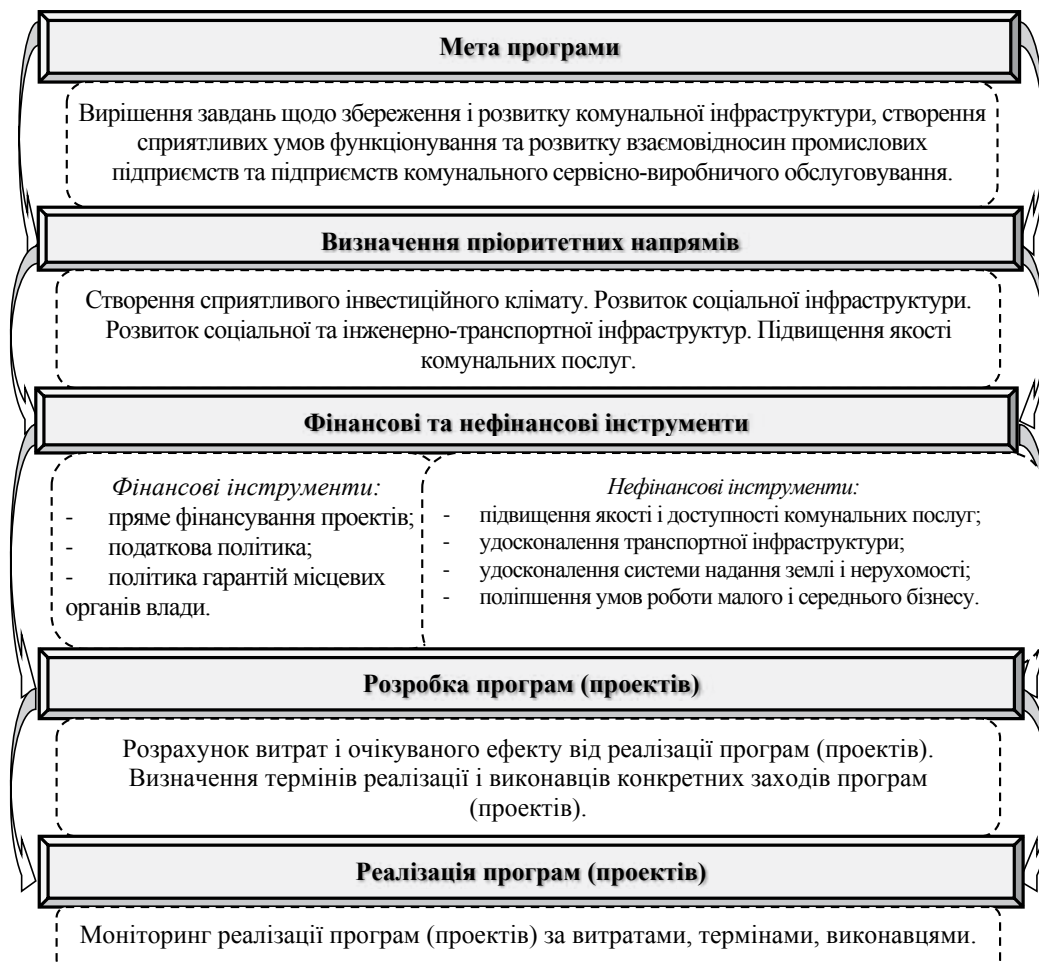 Мета програми
Вирішення завдань щодо збереження і розвитку комунальної інфраструктури, створення
сприятливих умов функціонування та розвитку взаємовідносин промислових
підприємств та підприємств комунального сервісно-виробничого обслуговування.
Визначення пріоритетних напрямів
Створення сприятливого інвестиційного клімату. Розвиток соціальної інфраструктури.
Розвиток соціальної та інженерно-транспортної інфраструктур. Підвищення якості
комунальних послуг.
Фінансові та нефінансові інструменти
Фінансові інструменти:
- пряме фінансування проектів;
- податкова політика;
- політика гарантій місцевих
органів влади.
Нефінансові інструменти:
- підвищення якості і доступності комунальних послуг;
- удосконалення транспортної інфраструктури;
- удосконалення системи надання землі і нерухомості;
- поліпшення умов роботи малого і середнього бізнесу.
Розробка програм (проектів)
Розрахунок витрат і очікуваного ефекту від реалізації програм (проектів).
Визначення термінів реалізації і виконавців конкретних заходів програм
(проектів).
Реалізація програм (проектів)
Моніторинг реалізації програм (проектів) за витратами, термінами, виконавцями.